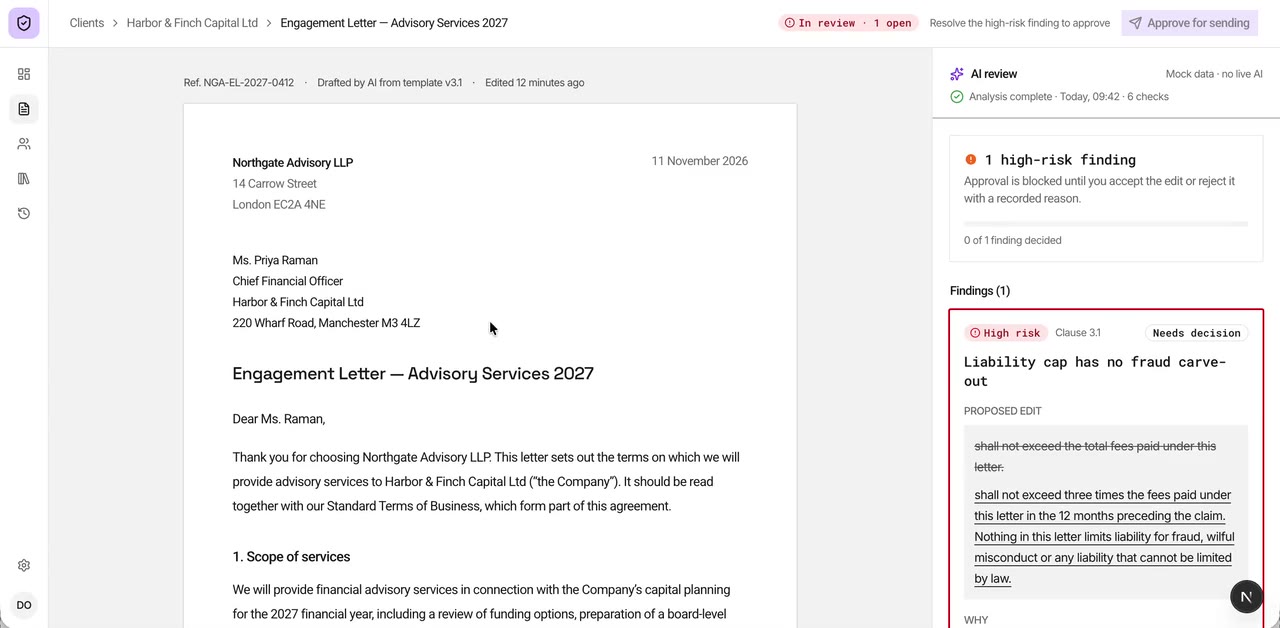 Clients > Harbor & Finch Capital Ltd > Engagement Letter — Advisory Services 2027
In review · 1 open
Resolve the high-risk finding to approve
Approve for sending
Ref. NGA-EL-2027-0412 · Drafted by AI from template v3.1 · Edited 12 minutes ago
Northgate Advisory LLP
11 November 2026
14 Carrow Street
London EC2A 4NE
Ms. Priya Raman
Chief Financial Officer
Harbor & Finch Capital Ltd
220 Wharf Road, Manchester M3 4LZ
Engagement Letter — Advisory Services 2027
Dear Ms. Raman,
Thank you for choosing Northgate Advisory LLP. This letter sets out the terms on which we will
provide advisory services to Harbor & Finch Capital Ltd (“the Company”). It should be read
together with our Standard Terms of Business, which form part of this agreement.
1. Scope of services
We will provide financial advisory services in connection with the Company’s capital planning
for the 2027 financial year, including a review of funding options, preparation of a board-level
DO
AI review
Mock data · no live AI
Analysis complete · Today, 09:42 · 6 checks
1 high-risk finding
Approval is blocked until you accept the edit or reject it
with a recorded reason.
0 of 1 finding decided
Findings (1)
High risk
Clause 3.1
Needs decision
Liability cap has no fraud carve-
out
PROPOSED EDIT
shall not exceed the total fees paid under this
letter.
shall not exceed three times the fees paid under
this letter in the 12 months preceding the claim.
Nothing in this letter limits liability for fraud, wilful
misconduct or any liability that cannot be limited
by law.
N
WHY